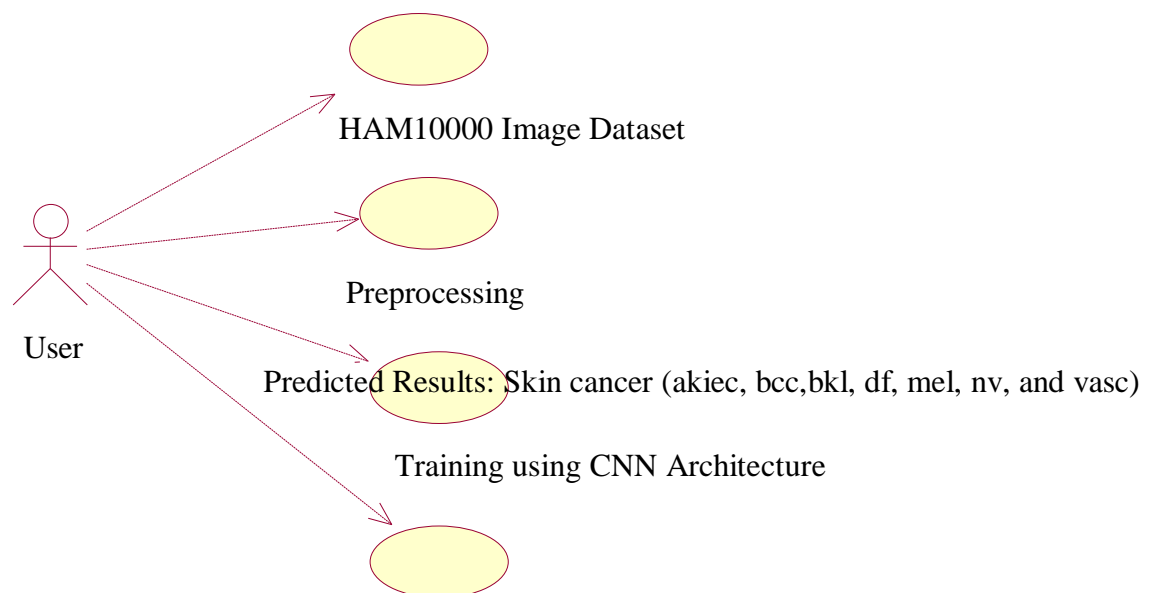 HAM10000 Image Dataset
Preprocessing
User
Predicted Results: Skin cancer (akiec, bcc,bkl, df, mel, nv, and vasc)
Training using CNN Architecture